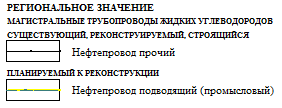 РЕГИОНАЛЬНОЕ ЗНАЧЕНИЕ
МАГИСТРАЛЬНЫЕ ТРУБОПРОВОДЫ ЖИДКИХ УГЛЕВОДОРОДОВ
СУЩЕСТВУЮЩИЙ, РЕКОНСТРУИРУЕМЫЙ, СТРОЯЩИЙСЯ
Нефтепровод прочий
ПЛАНИРУЕМЫЙ К РЕКОНСТРУКЦИИ
Нефтепровод подводящий (промысловый)